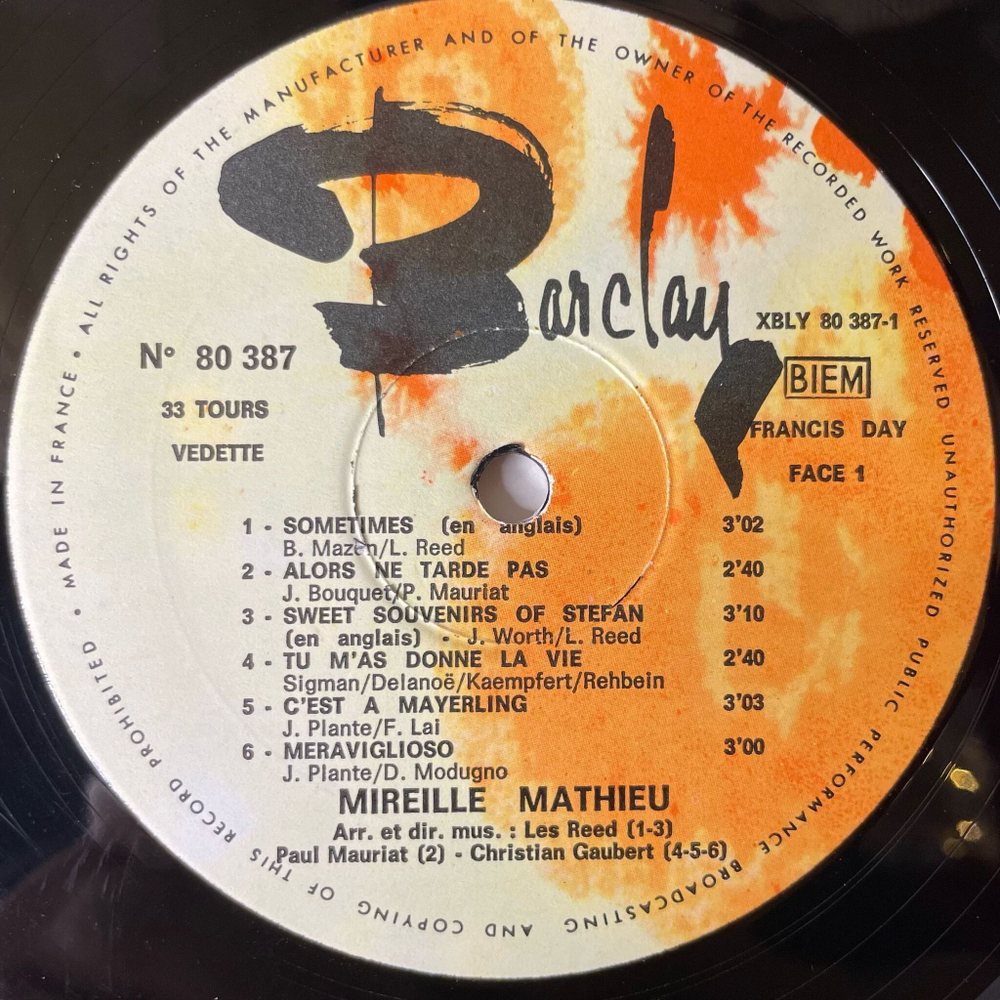 ALL RIGHTS OF THE MANUFACTURER AND OF THE OWNER OF THE RECORDED WORK RESERVED UNAUTHORIZED PUBLIC PERFORMANCE BROADCASTING AND COPYING OF THIS RECORD PROHIBITED • MADE IN FRANCE •
Barclay
XBLY 80 387-1
N° 80 387
BIEM
33 TOURS
FRANCIS DAY
VEDETTE
FACE 1
1 - SOMETIMES (en anglais) 3'02
B. Mazen/L. Reed
2 - ALORS NE TARDE PAS 2'40
J. Bouquet/P. Mauriat
3 - SWEET SOUVENIRS OF STEFAN 3'10
(en anglais) - J. Worth/L. Reed
4 - TU M'AS DONNE LA VIE 2'40
Sigman/Delanoë/Kaempfert/Rehbein
5 - C'EST A MAYERLING 3'03
J. Plante/F. Lai
6 - MERAVIGLIOSO 3'00
J. Plante/D. Modugno
MIREILLE MATHIEU
Arr. et dir. mus. : Les Reed (1-3)
Paul Mauriat (2) - Christian Gaubert (4-5-6)